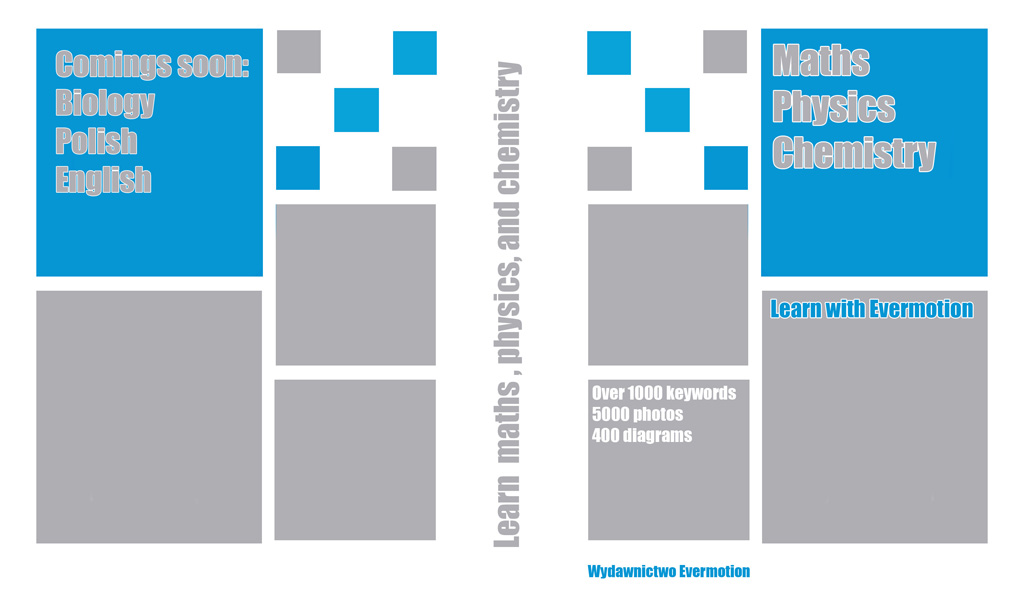 Comings soon:
Biology
Polish
English
Learn maths , physics, and chemistry
Maths
Physics
Chemistry
Learn with Evermotion
Over 1000 keywords
5000 photos
400 diagrams
Wydawnictwo Evermotion